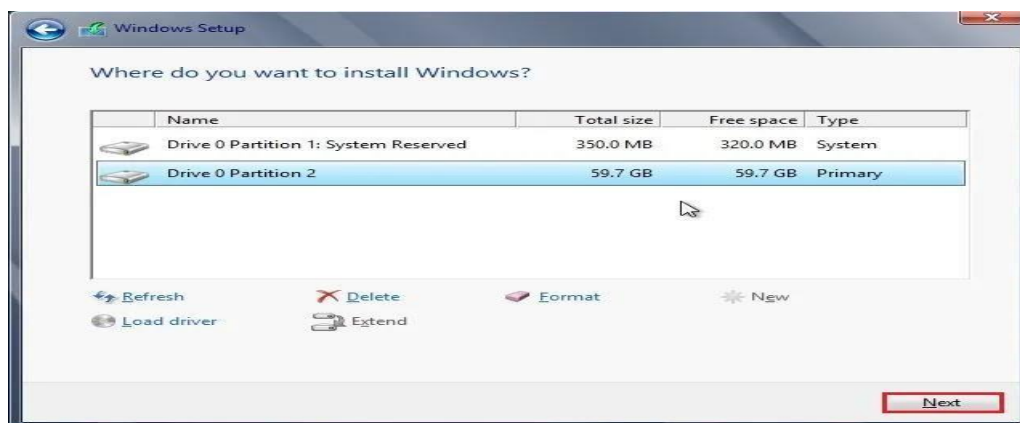 Windows Setup
Where do you want to install Windows?
Name Total size Free space Type
Drive 0 Partition 1: System Reserved 350.0 MB 320.0 MB System
Drive 0 Partition 2 59.7 GB 59.7 GB Primary
Refresh Delete Format New
Load driver Extend
Next